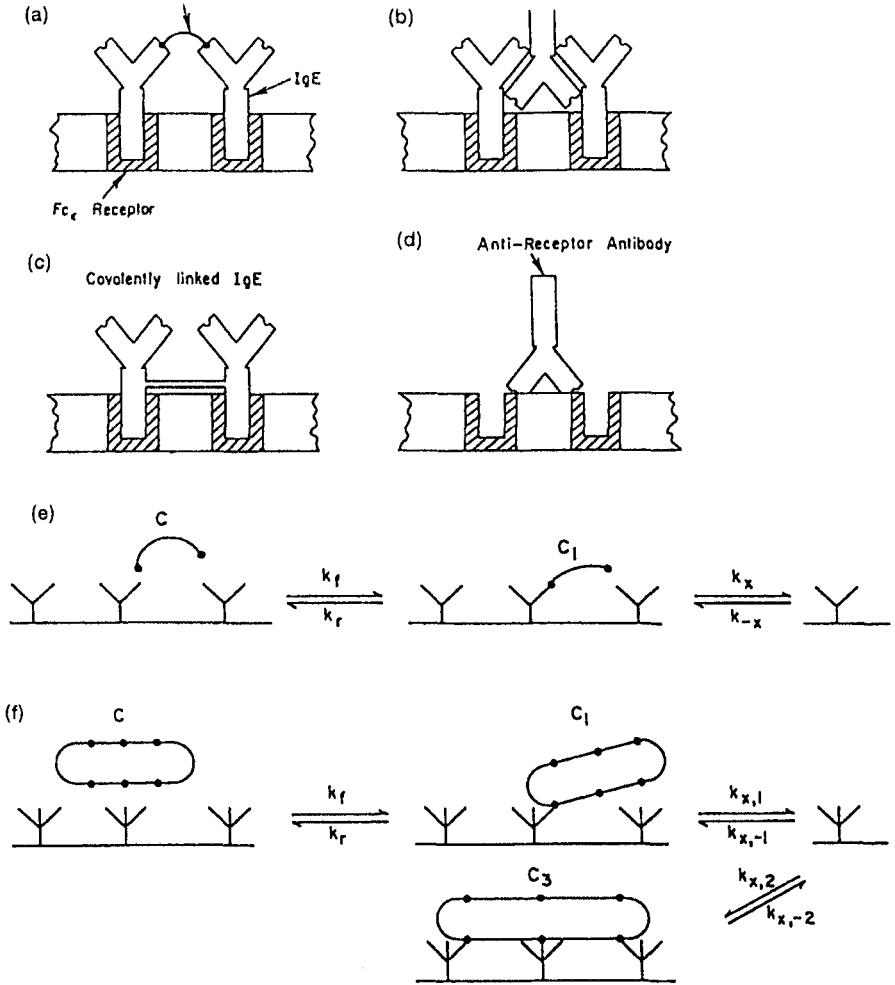 (a)
IgE
Fcε Receptor
(b)
(c)
Covalently linked IgE
(d)
Anti-Receptor Antibody
(e)
C
kf
kr
C1
kx
k-x
(f)
C
kf
kr
C1
kx,1
kx,-1
C3
kx,2
kx,-2